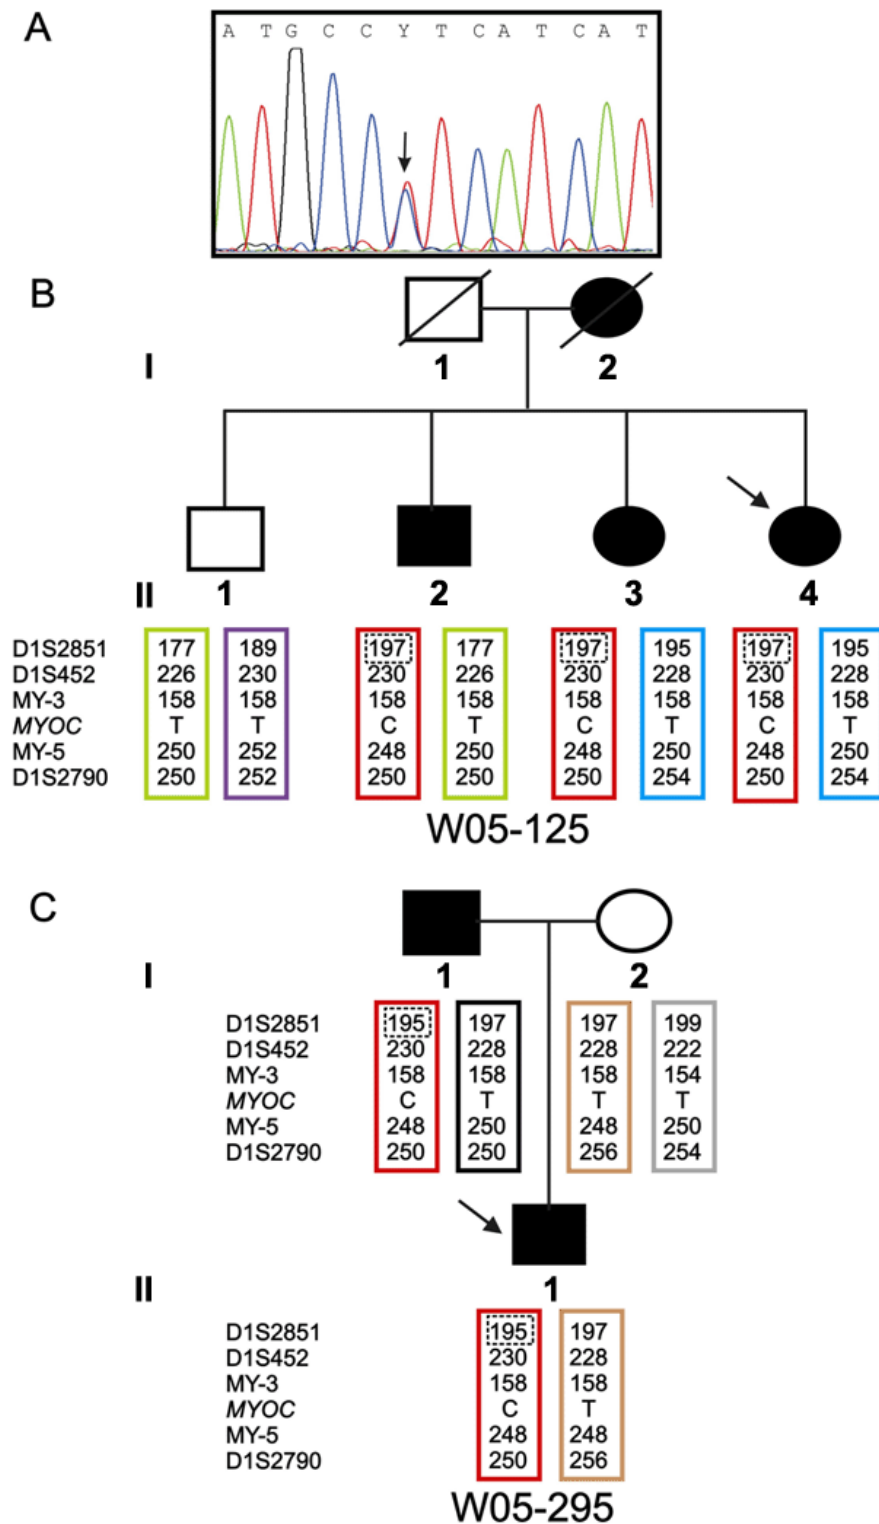 A
A T G C C Y T C A T C A T
B
I
1 2
II
1 2 3 4
D1S2851 177 189 197 177 197 195 197 195
D1S452 226 230 230 226 230 228 230 228
MY-3 158 158 158 158 158 158 158 158
MYOC T T C T C T C T
MY-5 250 252 248 250 248 250 248 250
D1S2790 250 252 250 250 250 254 250 254
W05-125
C
I
1 2
D1S2851 195 197 197 199
D1S452 230 228 228 222
MY-3 158 158 158 154
MYOC C T T T
MY-5 248 250 248 250
D1S2790 250 250 256 254
II
1
D1S2851 195 197
D1S452 230 228
MY-3 158 158
MYOC C T
MY-5 248 248
D1S2790 250 256
W05-295